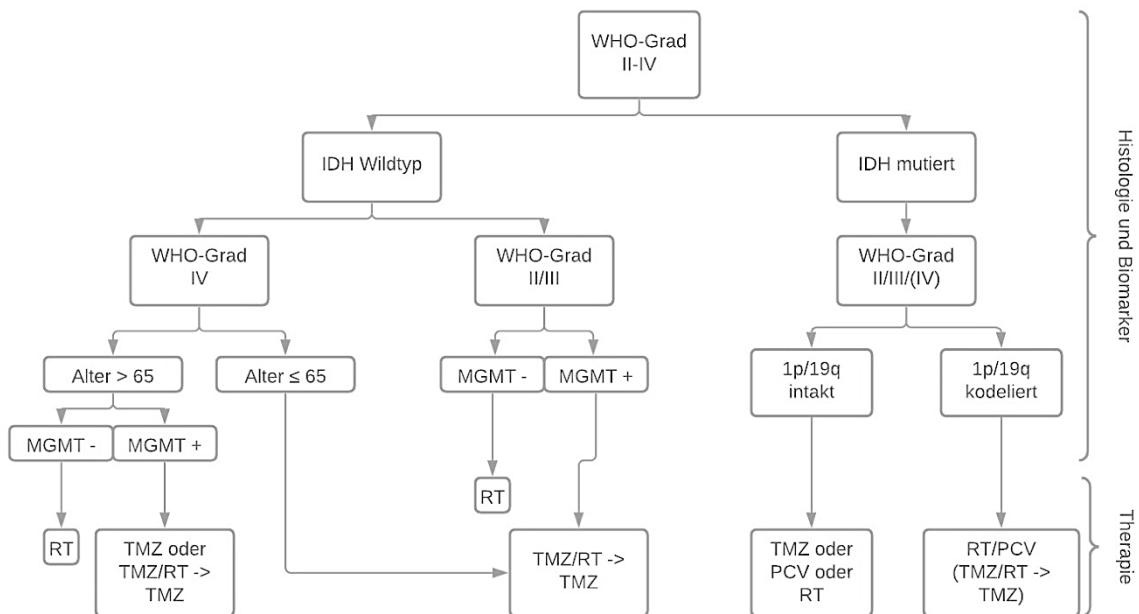 WHO-Grad
II-IV
IDH Wildtyp
IDH mutiert
WHO-Grad
IV
WHO-Grad
II/III
WHO-Grad
II/III/(IV)
Alter > 65
Alter ≤ 65
MGMT -
MGMT +
1p/19q
intakt
1p/19q
kodeliert
MGMT -
MGMT +
RT
RT
TMZ oder
TMZ/RT ->
TMZ
TMZ/RT ->
TMZ
TMZ oder
PCV oder
RT
RT/PCV
(TMZ/RT ->
TMZ)
Histologie und Biomarker
Therapie